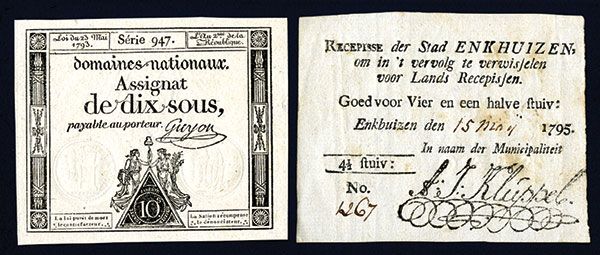 Loi du 23 Mai
1793.
Série 947.
L'An 2me de la
République.
domaines nationaux.
Assignat
de dix sous,
payable au porteur. Guyon
10
La loi punit de mort
le contrefacteur.
La Nation récompense
le dénonciateur.
RECEPISSE der Stad ENKHUIZEN,
om in 't vervolg te verwisselen
voor Lands Recepissen.
Goed voor Vier en een halve stuiv:
Enkhuizen den 15 Meij 1795.
In naam der Municipaliteit
4½ stuiv:
No.
1267